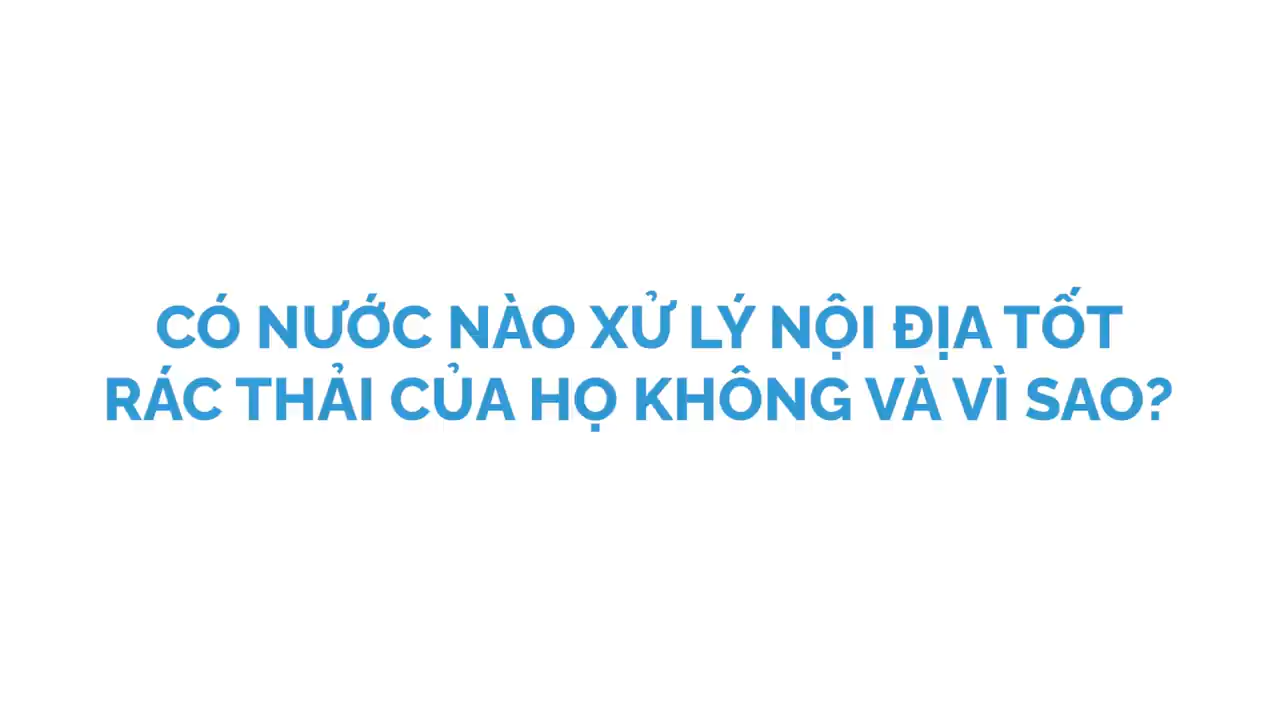 CÓ NƯỚC NÀO XỬ LÝ NỘI ĐỊA TỐT
RÁC THẢI CỦA HỌ KHÔNG VÀ VÌ SAO?